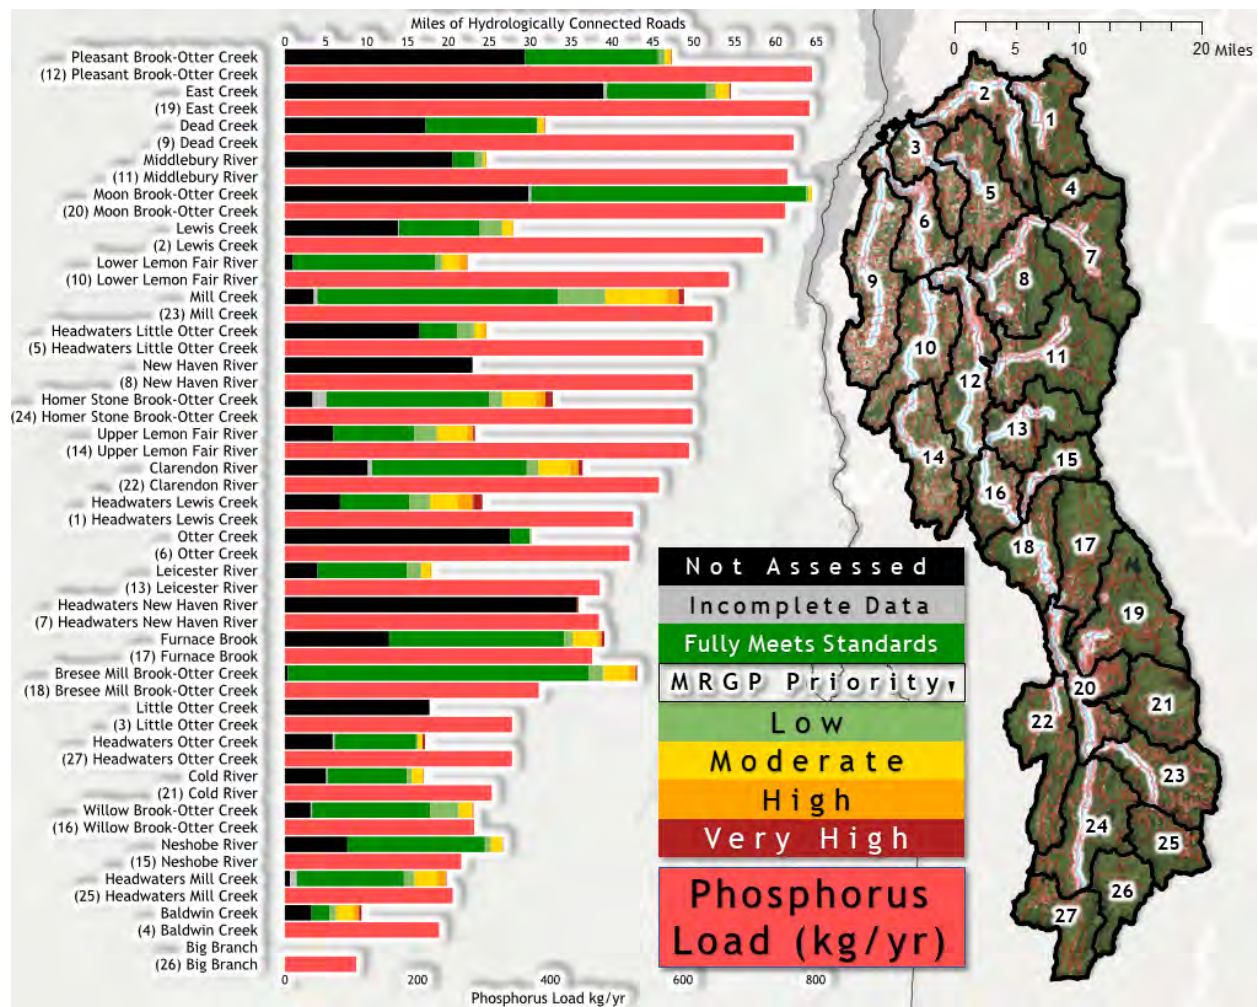 Miles of Hydrologically Connected Roads
0 5 10 15 20 25 30 35 40 45 50 55 60 65
Pleasant Brook-Otter Creek
(12) Pleasant Brook-Otter Creek
East Creek
(19) East Creek
Dead Creek
(9) Dead Creek
Middlebury River
(11) Middlebury River
Moon Brook-Otter Creek
(20) Moon Brook-Otter Creek
Lewis Creek
(2) Lewis Creek
Lower Lemon Fair River
(10) Lower Lemon Fair River
Mill Creek
(23) Mill Creek
Headwaters Little Otter Creek
(5) Headwaters Little Otter Creek
New Haven River
(8) New Haven River
Homer Stone Brook-Otter Creek
(24) Homer Stone Brook-Otter Creek
Upper Lemon Fair River
(14) Upper Lemon Fair River
Clarendon River
(22) Clarendon River
Headwaters Lewis Creek
(1) Headwaters Lewis Creek
Otter Creek
(6) Otter Creek
Leicester River
(13) Leicester River
Headwaters New Haven River
(7) Headwaters New Haven River
Furnace Brook
(17) Furnace Brook
Bresee Mill Brook-Otter Creek
(18) Bresee Mill Brook-Otter Creek
Little Otter Creek
(3) Little Otter Creek
Headwaters Otter Creek
(27) Headwaters Otter Creek
Cold River
(21) Cold River
Willow Brook-Otter Creek
(16) Willow Brook-Otter Creek
Neshobe River
(15) Neshobe River
Headwaters Mill Creek
(25) Headwaters Mill Creek
Baldwin Creek
(4) Baldwin Creek
Big Branch
(26) Big Branch
0 200 400 600 800
Phosphorus Load kg/yr
Not Assessed
Incomplete Data
Fully Meets Standards
MRGP Priority
Low
Moderate
High
Very High
Phosphorus
Load (kg/yr)
0 5 10 20 Miles
2
1
3
4
5
6
7
8
9
10
11
12
13
14
15
16
18
17
19
20
21
22
23
24
25
26
27